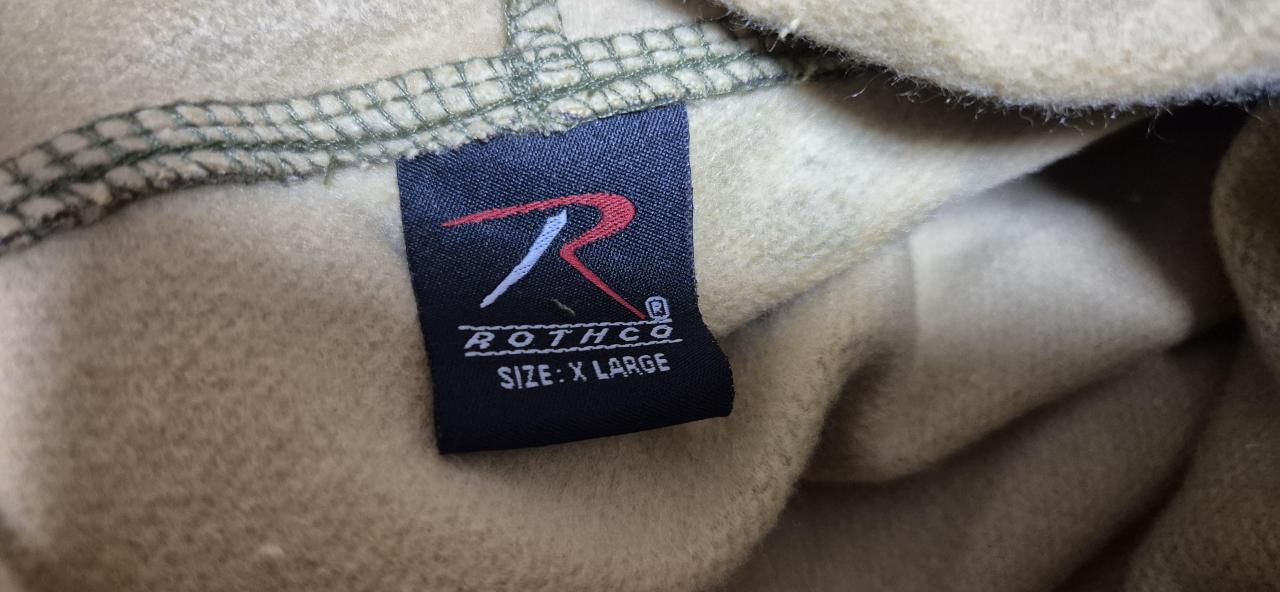 R
®
ROTHCO
SIZE: X LARGE